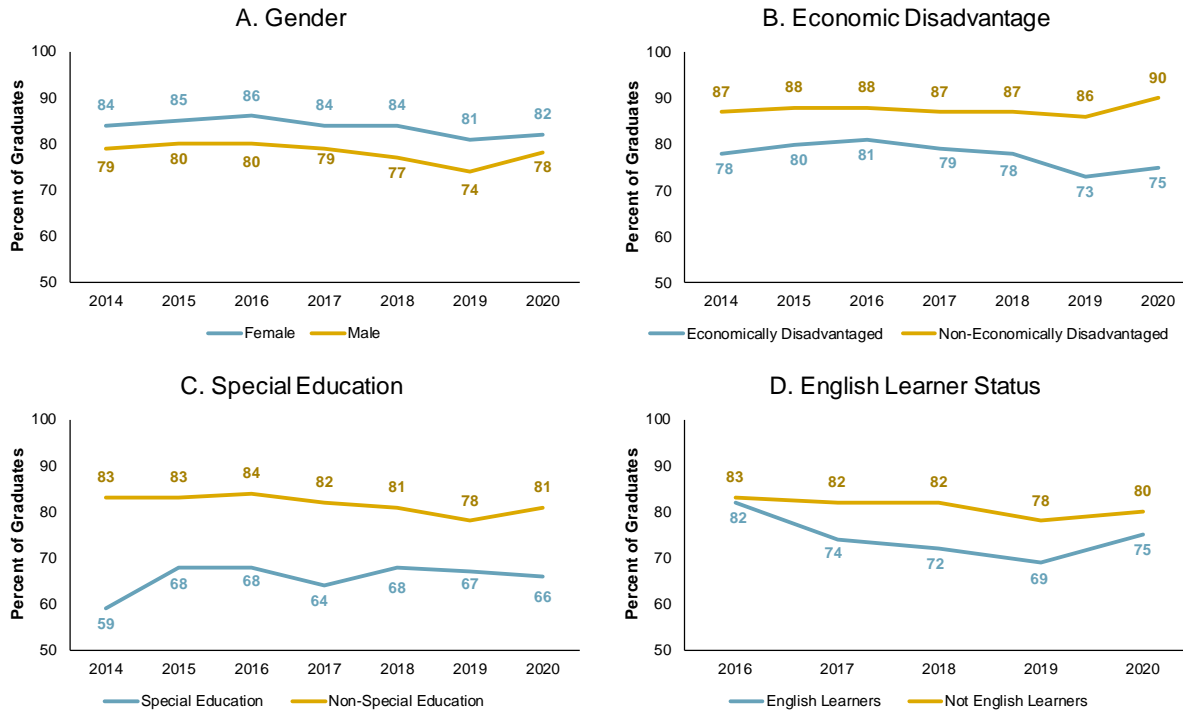 A. Gender
Percent of Graduates
100
90
80
70
60
50
84 85 86 84 84 81 82
79 80 80 79 77 74 78
2014 2015 2016 2017 2018 2019 2020
Female Male
B. Economic Disadvantage
Percent of Graduates
100
90
80
70
60
50
87 88 88 87 87 86 90
78 80 81 79 78 73 75
2014 2015 2016 2017 2018 2019 2020
Economically Disadvantaged Non-Economically Disadvantaged
C. Special Education
Percent of Graduates
100
90
80
70
60
50
83 83 84 82 81 78 81
59 68 68 64 68 67 66
2014 2015 2016 2017 2018 2019 2020
Special Education Non-Special Education
D. English Learner Status
Percent of Graduates
100
90
80
70
60
50
83 82 82 78 80
82 74 72 69 75
2016 2017 2018 2019 2020
English Learners Not English Learners